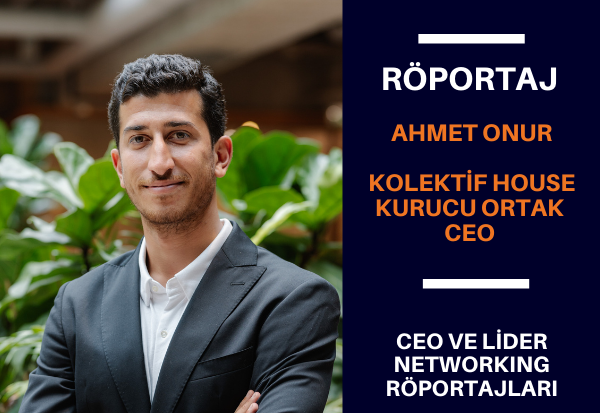 RÖPORTAJ
AHMET ONUR
KOLEKTİF HOUSE
KURUCU ORTAK
CEO
CEO VE LİDER
NETWORKING
RÖPORTAJLARI